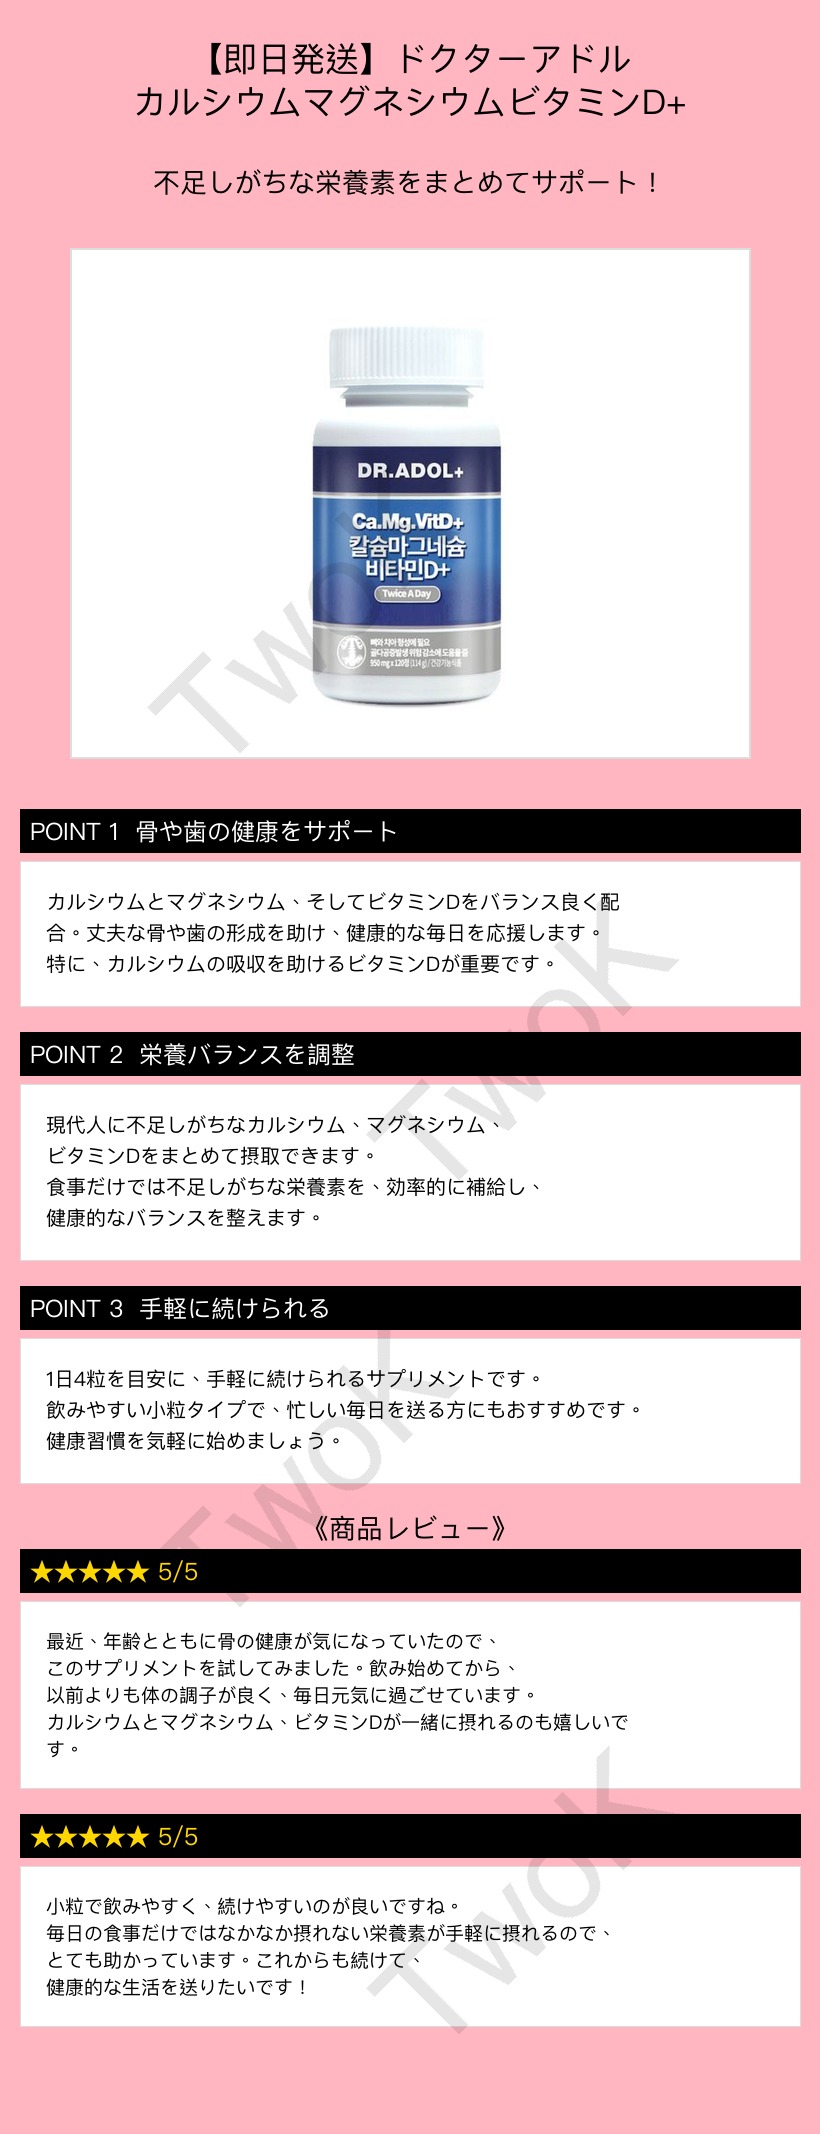 【即日発送】ドクターアドル
カルシウムマグネシウムビタミンD+
不足しがちな栄養素をまとめてサポート！
DR.ADOL+
Ca.Mg.VitD+
칼슘마그네슘
비타민D+
Twice A Day
뼈와 치아 형성에 필요
골다공증발생 위험 감소에 도움을 줌
950 mg x 120정 (114 g) / 건강기능식품
TwoK
POINT 1 骨や歯の健康をサポート
カルシウムとマグネシウム、そしてビタミンDをバランス良く配
合。丈夫な骨や歯の形成を助け、健康的な毎日を応援します。
特に、カルシウムの吸収を助けるビタミンDが重要です。
TwoK
POINT 2 栄養バランスを調整
現代人に不足しがちなカルシウム、マグネシウム、
ビタミンDをまとめて摂取できます。
食事だけでは不足しがちな栄養素を、効率的に補給し、
健康的なバランスを整えます。
POINT 3 手軽に続けられる
1日4粒を目安に、手軽に続けられるサプリメントです。
飲みやすい小粒タイプで、忙しい毎日を送る方にもおすすめです。
健康習慣を気軽に始めましょう。
TwoK
《商品レビュー》
★★★★★ 5/5
最近、年齢とともに骨の健康が気になっていたので、
このサプリメントを試してみました。飲み始めてから、
以前よりも体の調子が良く、毎日元気に過ごせています。
カルシウムとマグネシウム、ビタミンDが一緒に摂れるのも嬉しいで
す。
★★★★★ 5/5
小粒で飲みやすく、続けやすいのが良いですね。
毎日の食事だけではなかなか摂れない栄養素が手軽に摂れるので、
とても助かっています。これからも続けて、
健康的な生活を送りたいです！
TwoK